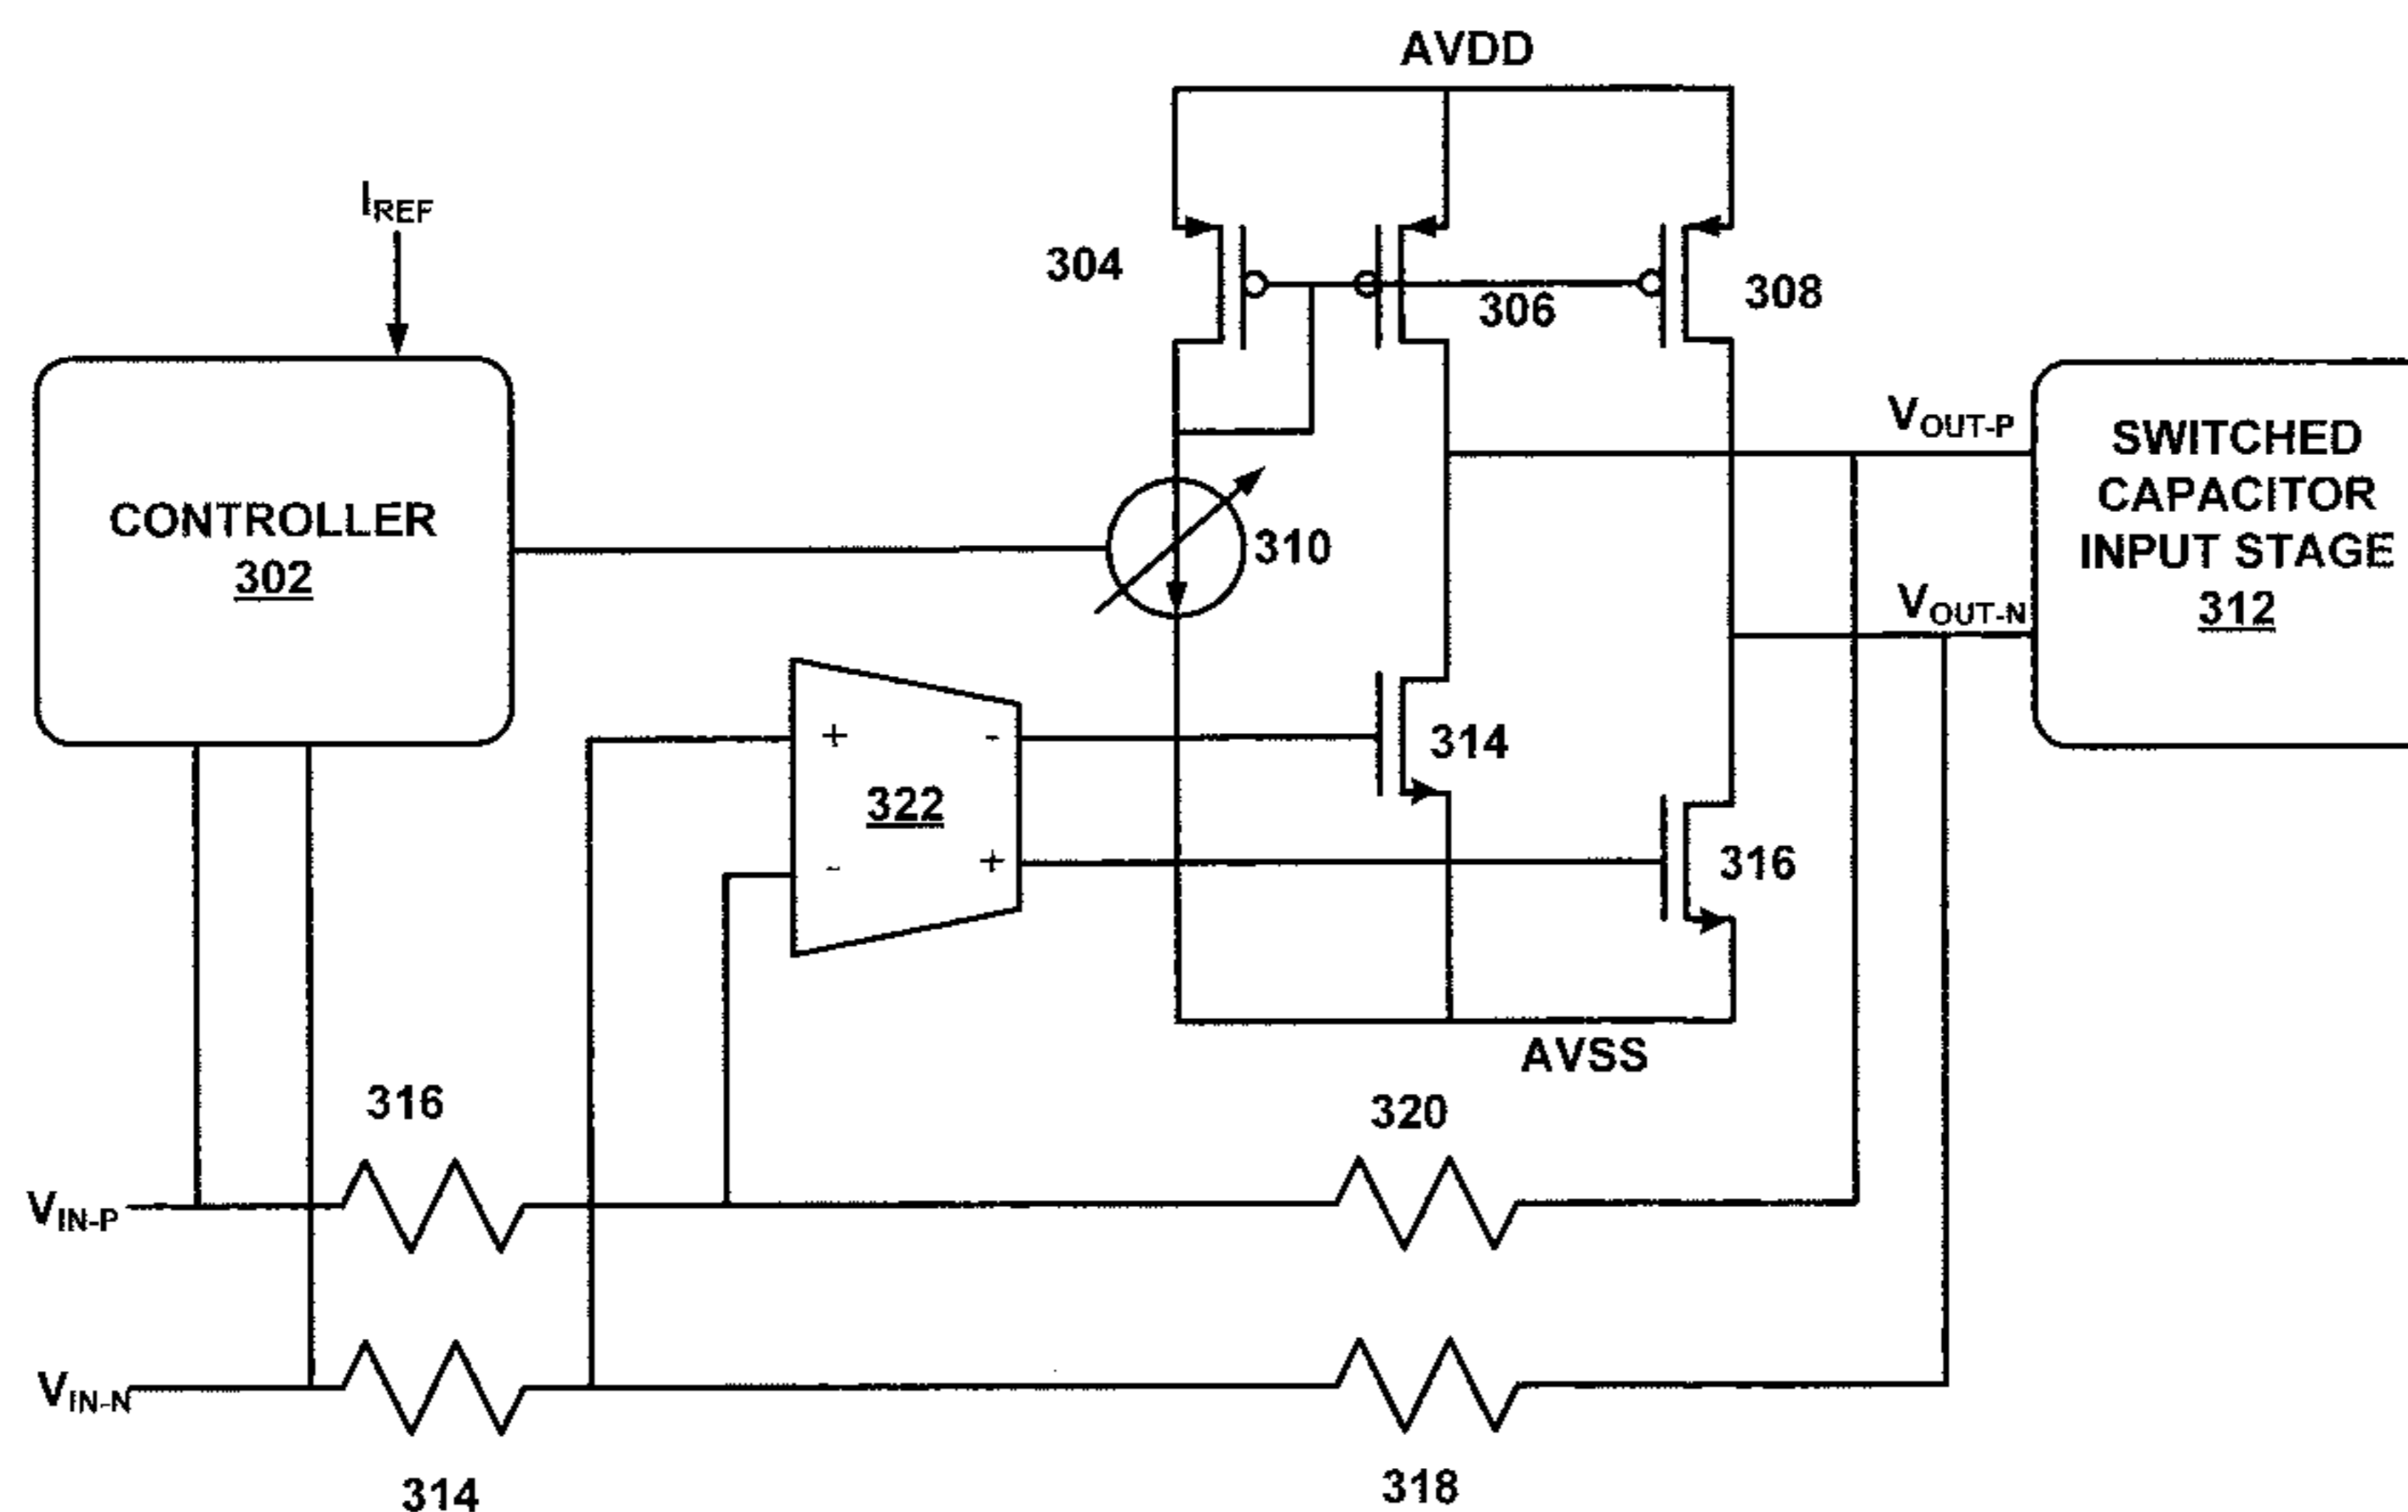 AVDD
I_REF
304
306
308
CONTROLLER
302
310
V_OUT-P
SWITCHED
CAPACITOR
INPUT STAGE
312
V_OUT-N
+
-
314
322
-
+
316
AVSS
316
320
V_IN-P
V_IN-N
314
318